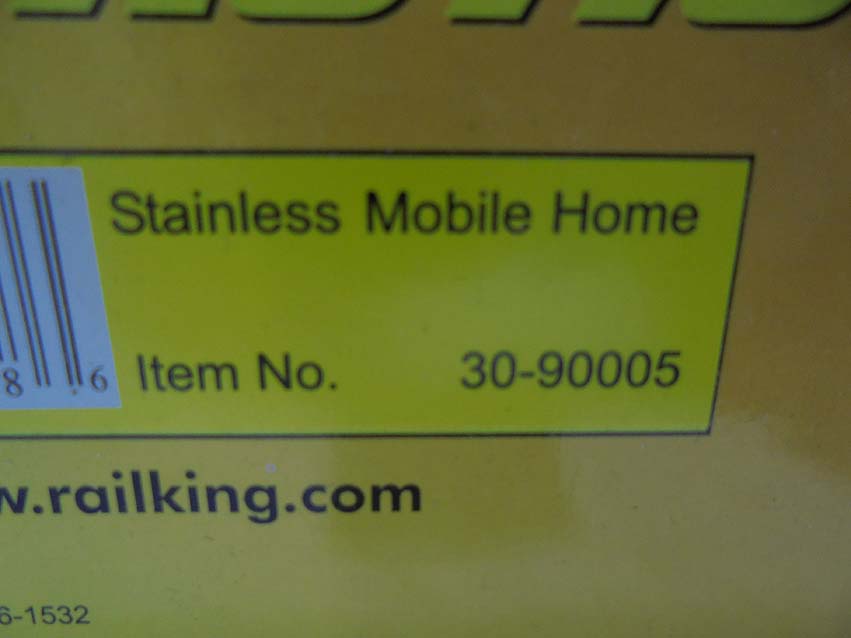 Stainless Mobile Home
8 6
Item No. 30-90005
w.railking.com
6-1532